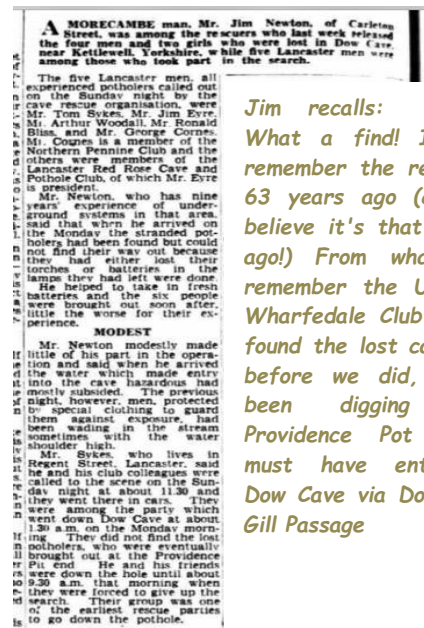 A MORECAMBE man, Mr. Jim Newton, of Carleton
Street, was among the rescuers who last week released
the four men and two girls who were lost in Dow Cave,
near Kettlewell, Yorkshire, while five Lancaster men were
among those who took part in the search.
The five Lancaster men, all
experienced potholers called out
on the Sunday night by the
cave rescue organisation, were
Mr. Tom Sykes, Mr. Jim Eyre,
Mr. Arthur Woodall, Mr. Ronald
Bliss, and Mr. George Cornes.
Mr. Cornes is a member of the
Northern Pennine Club and the
others were members of the
Lancaster Red Rose Cave and
Pothole Club, of which Mr. Eyre
is president.
Mr. Newton, who has nine
years' experience of under-
ground systems in that area,
said that when he arrived on
the Monday the stranded pot-
holers had been found but could
not find their way out because
they had either lost their
torches or batteries in the
lamps they had left were done.
He helped to take in fresh
batteries and the six people
were brought out soon after,
little the worse for their ex-
perience.
MODEST
Mr. Newton modestly made
little of his part in the opera-
tion and said when he arrived
the water which made entry
into the cave hazardous had
mostly subsided. The previous
night, however, men, protected
by special clothing to guard
them against exposure, had
been wading in the stream
sometimes with the water
shoulder high.
Mr. Sykes, who lives in
Regent Street, Lancaster, said
he and his club colleagues were
called to the scene on the Sun-
day night at about 11.30 and
they went there in cars. They
were among the party which
went down Dow Cave at about
1.30 a.m. on the Monday morn-
ing. They did not find the lost
potholers, who were eventually
brought out at the Providence
Pit end. He and his friends
were down the hole until about
9.30 a.m. that morning when
they were forced to give up the
search. Their group was one
of the earliest rescue parties
to go down the pothole.
Jim recalls:
What a find! I
remember the re
63 years ago (
believe it's that
ago!) From wha
remember the U
Wharfedale Club
found the lost co
before we did,
been digging
Providence Pot
must have ent
Dow Cave via Do
Gill Passage